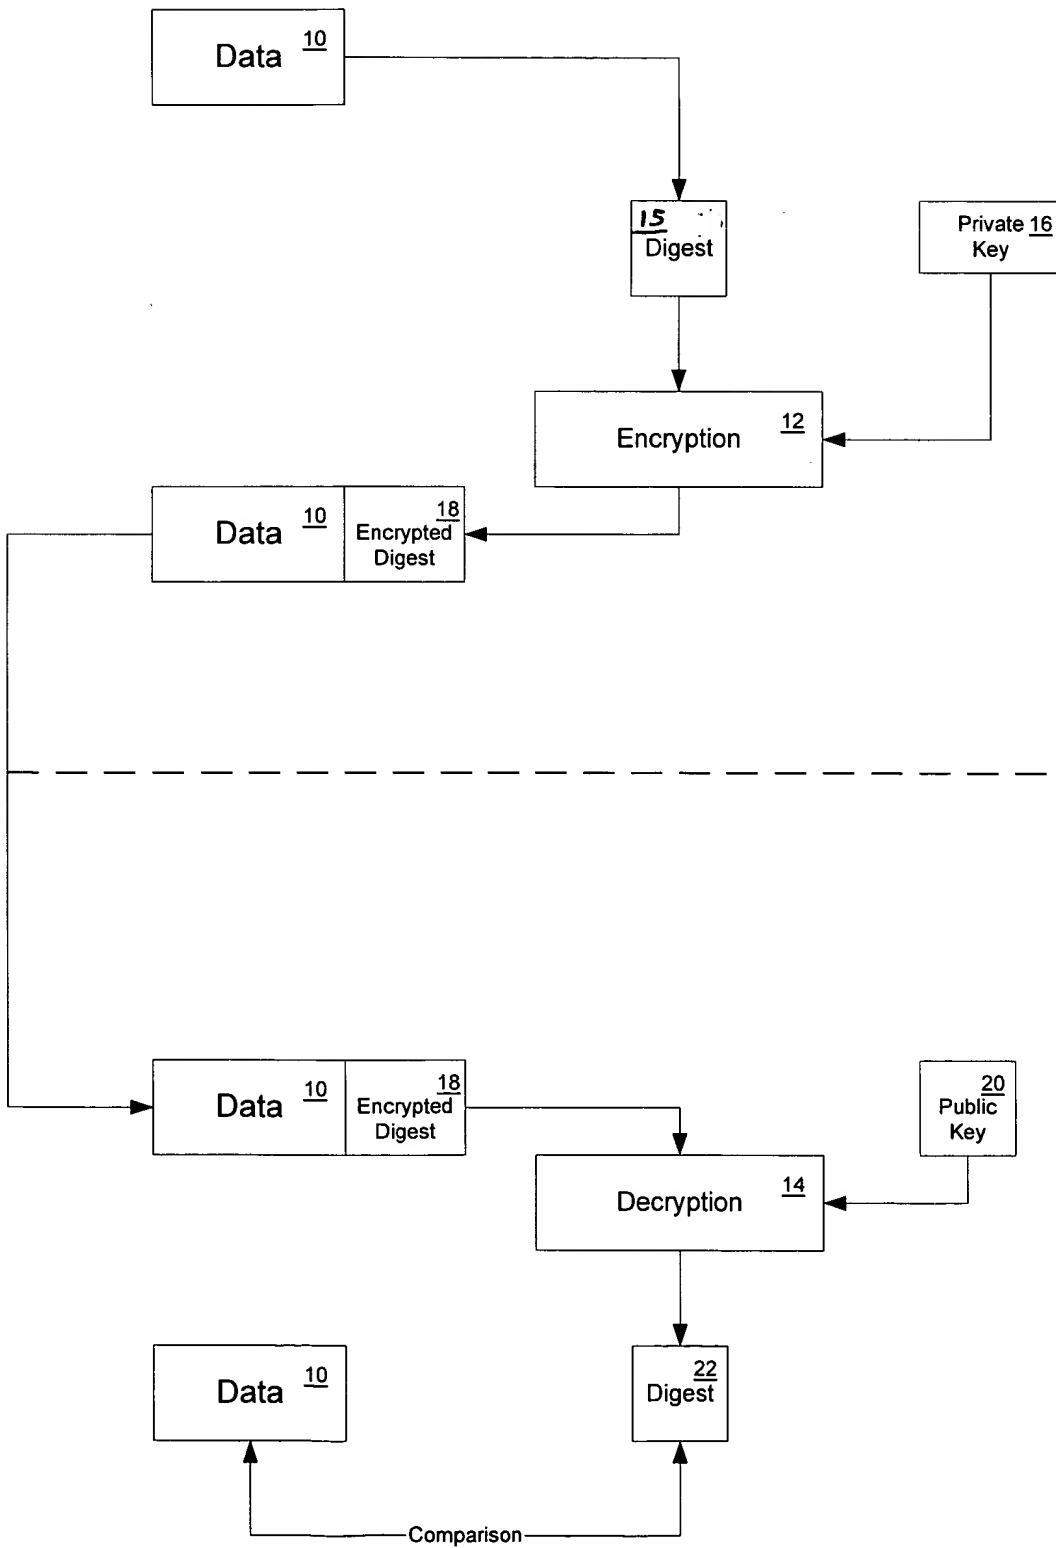 Data 10
15
Digest
Private 16
Key
Encryption 12
Data 10
18
Encrypted
Digest
Data 10
18
Encrypted
Digest
20
Public
Key
Decryption 14
Data 10
22
Digest
Comparison